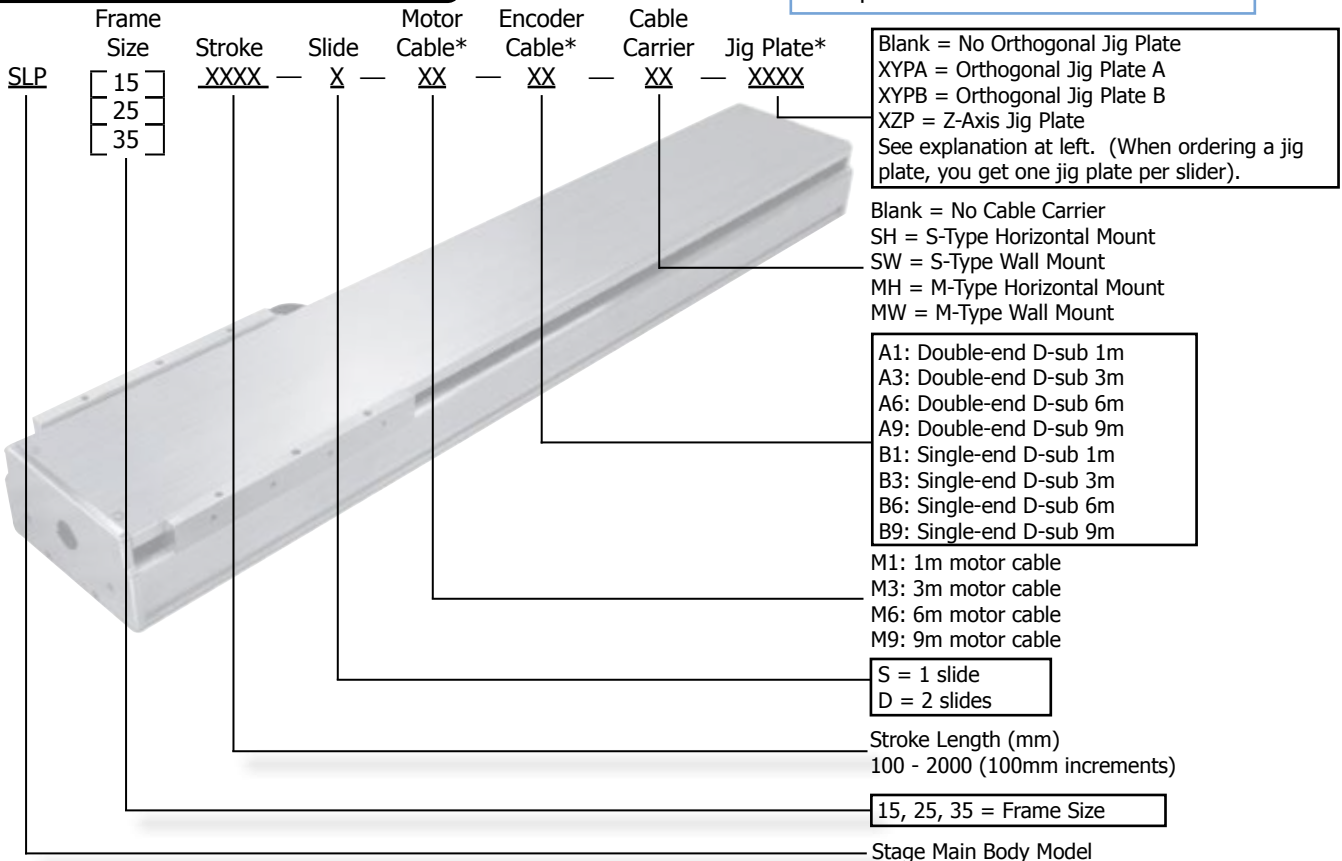 Frame Size
Stroke
Slide
Motor Cable*
Encoder Cable*
Cable Carrier
Jig Plate*
SLP
15
25
35
XXXX — X — XX — XX — XX — XXXX
Blank = No Orthogonal Jig Plate
XYPA = Orthogonal Jig Plate A
XYPB = Orthogonal Jig Plate B
XZP = Z-Axis Jig Plate
See explanation at left. (When ordering a jig
plate, you get one jig plate per slider).
Blank = No Cable Carrier
SH = S-Type Horizontal Mount
SW = S-Type Wall Mount
MH = M-Type Horizontal Mount
MW = M-Type Wall Mount
A1: Double-end D-sub 1m
A3: Double-end D-sub 3m
A6: Double-end D-sub 6m
A9: Double-end D-sub 9m
B1: Single-end D-sub 1m
B3: Single-end D-sub 3m
B6: Single-end D-sub 6m
B9: Single-end D-sub 9m
M1: 1m motor cable
M3: 3m motor cable
M6: 6m motor cable
M9: 9m motor cable
S = 1 slide
D = 2 slides
Stroke Length (mm)
100 - 2000 (100mm increments)
15, 25, 35 = Frame Size
Stage Main Body Model